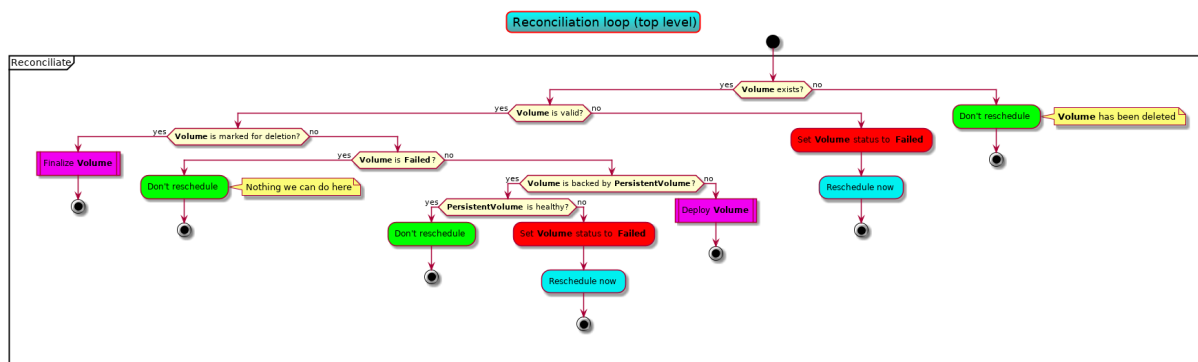 Reconciliation loop (top level)
Reconciliate
yes Volume exists? no
yes Volume is valid? no
Don't reschedule
Volume has been deleted
yes Volume is marked for deletion? no
Set Volume status to Failed
Finalize Volume
yes Volume is Failed? no
Reschedule now
Don't reschedule
Nothing we can do here
yes Volume is backed by PersistentVolume? no
yes PersistentVolume is healthy? no
Deploy Volume
Don't reschedule
Set Volume status to Failed
Reschedule now